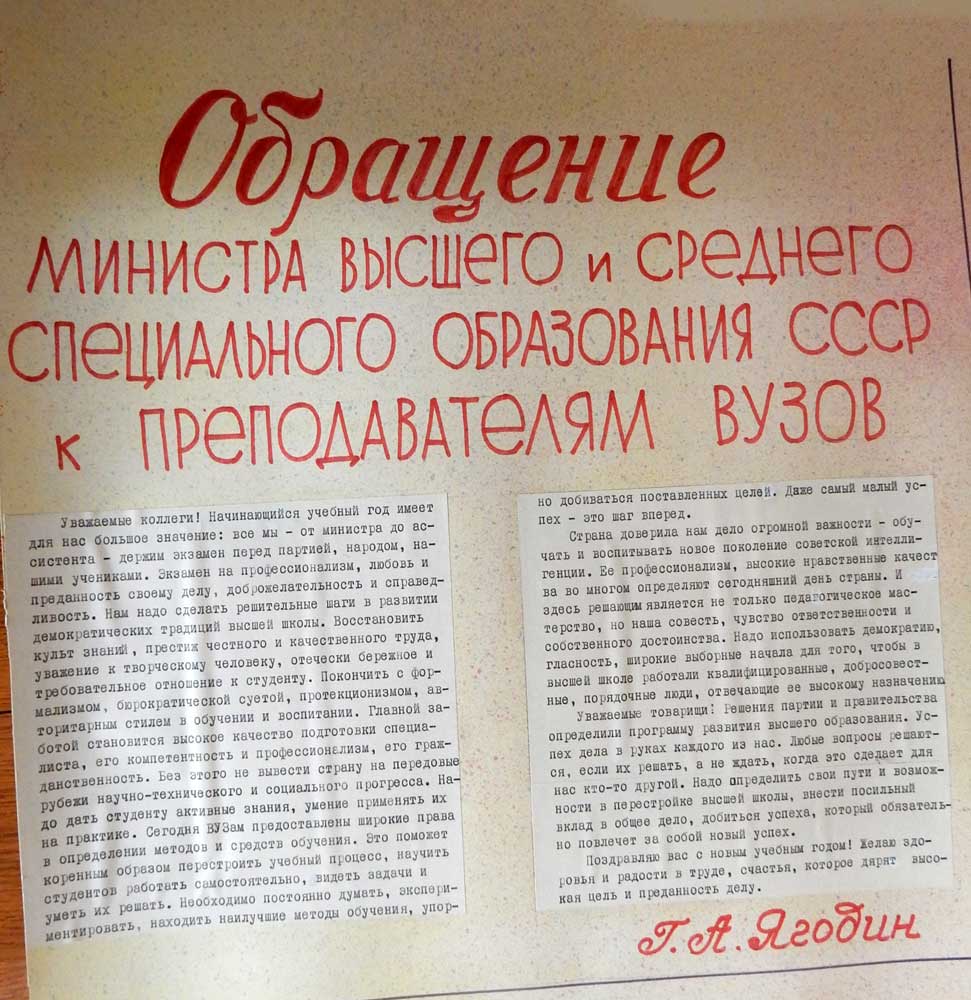 Обращение
МИНИСТРА ВЫСШЕГО и СРЕДНЕГО
СПЕЦИАЛЬНОГО ОБРАЗОВАНИЯ СССР
к ПРЕПОДАВАТЕЛЯМ ВУЗОВ
Уважаемые коллеги! Начинающийся учебный год имеет
для нас большое значение: все мы - от министра до ас-
систента - держим экзамен перед партией, народом, на-
шими учениками. Экзамен на профессионализм, любовь и
преданность своему делу, доброжелательность и справед-
ливость. Нам надо сделать решительные шаги в развитии
демократических традиций высшей школы. Восстановить
культ знаний, престиж честного и качественного труда,
уважение к творческому человеку, отечески бережное и
требовательное отношение к студенту. Покончить с фор-
мализмом, бюрократической суетой, протекционизмом, ав-
торитарным стилем в обучении и воспитании. Главной за-
ботой становится высокое качество подготовки специа-
листа, его компетентность и профессионализм, его граж-
данственность. Без этого не вывести страну на передовые
рубежи научно-технического и социального прогресса. На-
до дать студенту активные знания, умение применять их
на практике. Сегодня ВУЗам предоставлены широкие права
в определении методов и средств обучения. Это поможет
коренным образом перестроить учебный процесс, научить
студентов работать самостоятельно, видеть задачи и
уметь их решать. Необходимо постоянно думать, экспери-
ментировать, находить наилучшие методы обучения, упор-
но добиваться поставленных целей. Даже самый малый ус-
пех - это шаг вперед.
Страна доверила нам дело огромной важности - обу-
чать и воспитывать новое поколение советской интелли-
генции. Ее профессионализм, высокие нравственные качест
ва во многом определяют сегодняшний день страны. И
здесь решающим является не только педагогическое мас-
терство, но наша совесть, чувство ответственности и
собственного достоинства. Надо использовать демократию,
гласность, широкие выборные начала для того, чтобы в
высшей школе работали квалифицированные, добросовест-
ные, порядочные люди, отвечающие ее высокому назначению
Уважаемые товарищи! Решения партии и правительства
определили программу развития высшего образования. Ус-
пех дела в руках каждого из нас. Любые вопросы решают-
ся, если их решать, а не ждать, когда это сделает для
нас кто-то другой. Надо определить свои пути и возмож-
ности в перестройке высшей школы, внести посильный
вклад в общее дело, добиться успеха, который обязатель-
но повлечет за собой новый успех.
Поздравляю вас с новым учебным годом! Желаю здо-
ровья и радости в труде, счастья, которое дярят высо-
кая цель и преданность делу.
Г. А. Ягодин